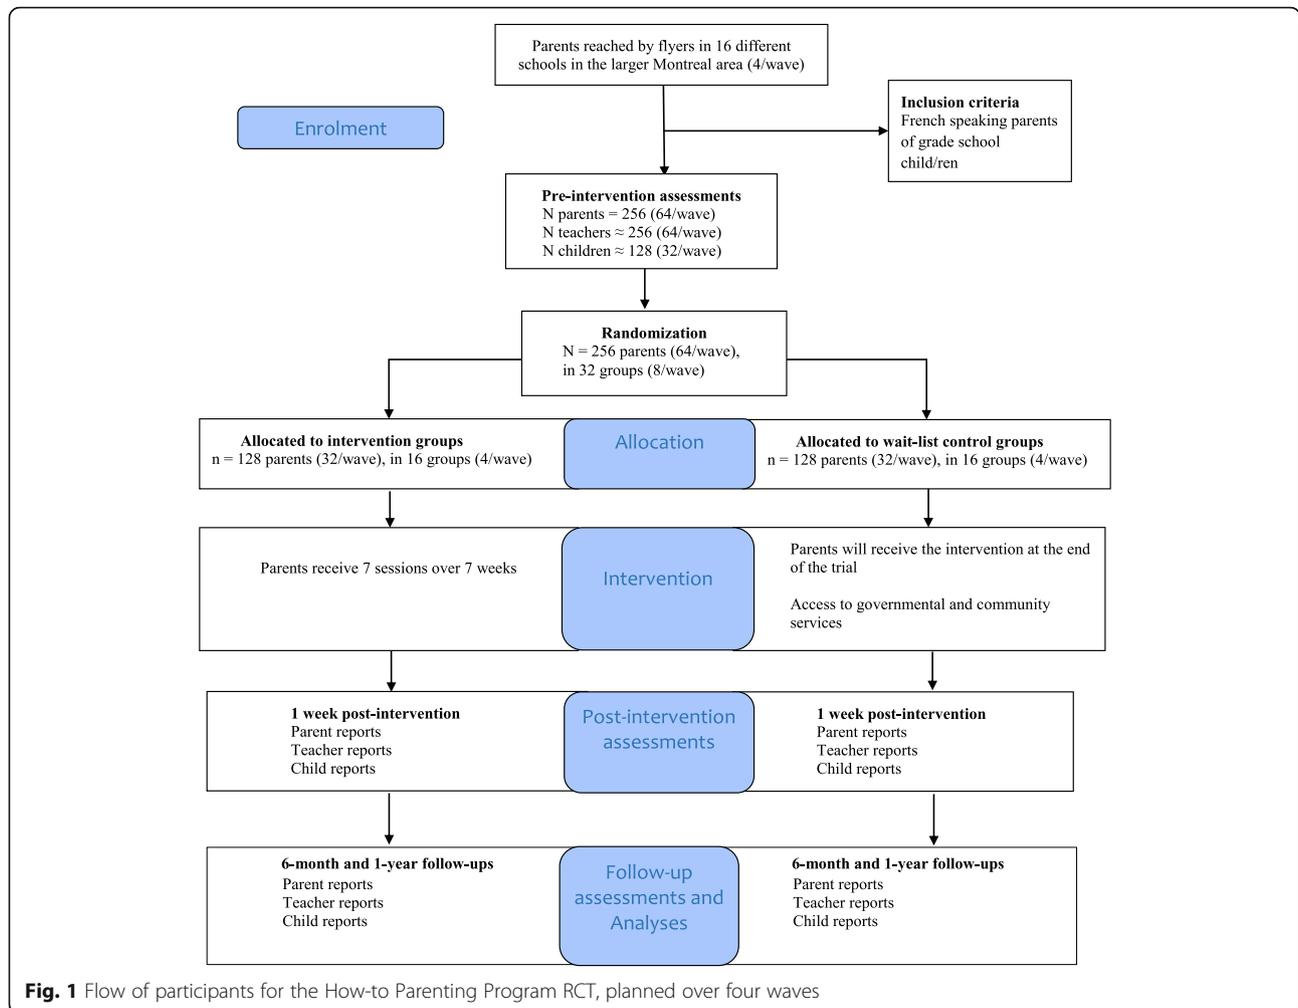 Parents reached by flyers in 16 different
schools in the larger Montreal area (4/wave)
Enrolment
Inclusion criteria
French speaking parents
of grade school
child/ren
Pre-intervention assessments
N parents = 256 (64/wave)
N teachers ≈ 256 (64/wave)
N children ≈ 128 (32/wave)
Randomization
N = 256 parents (64/wave),
in 32 groups (8/wave)
Allocated to intervention groups
n = 128 parents (32/wave), in 16 groups (4/wave)
Allocation
Allocated to wait-list control groups
n = 128 parents (32/wave), in 16 groups (4/wave)
Parents receive 7 sessions over 7 weeks
Intervention
Parents will receive the intervention at the end
of the trial
Access to governmental and community
services
1 week post-intervention
Parent reports
Teacher reports
Child reports
Post-intervention
assessments
1 week post-intervention
Parent reports
Teacher reports
Child reports
6-month and 1-year follow-ups
Parent reports
Teacher reports
Child reports
Follow-up
assessments and
Analyses
6-month and 1-year follow-ups
Parent reports
Teacher reports
Child reports
Fig. 1 Flow of participants for the How-to Parenting Program RCT, planned over four waves